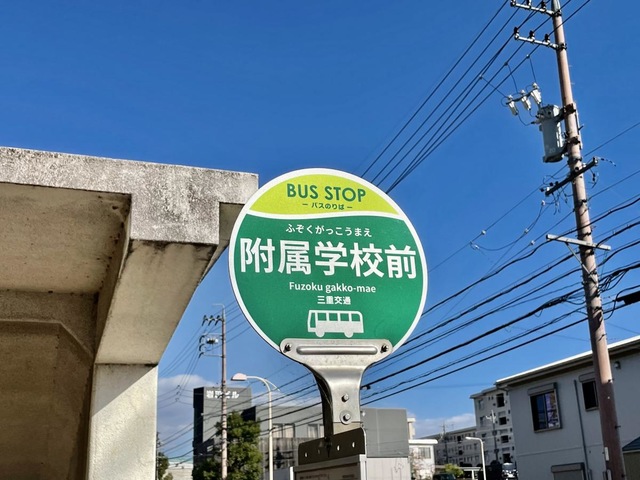 BUS STOP
ー バスのりば ー
ふぞくがっこうまえ
附属学校前
Fuzoku gakko-mae
三重交通